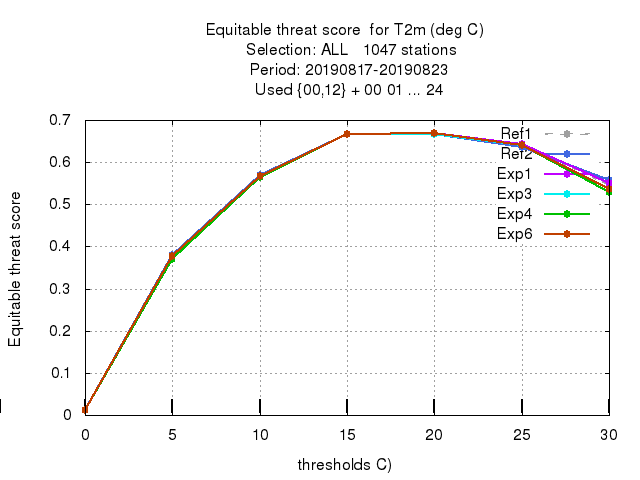 Equitable threat score for T2m (deg C)
Selection: ALL 1047 stations
Period: 20190817-20190823
Used {00,12} + 00 01 ... 24
Equitable threat score
0.7
0.6
0.5
0.4
0.3
0.2
0.1
0
Ref1
Ref2
Exp1
Exp3
Exp4
Exp6
0 5 10 15 20 25 30
thresholds C)